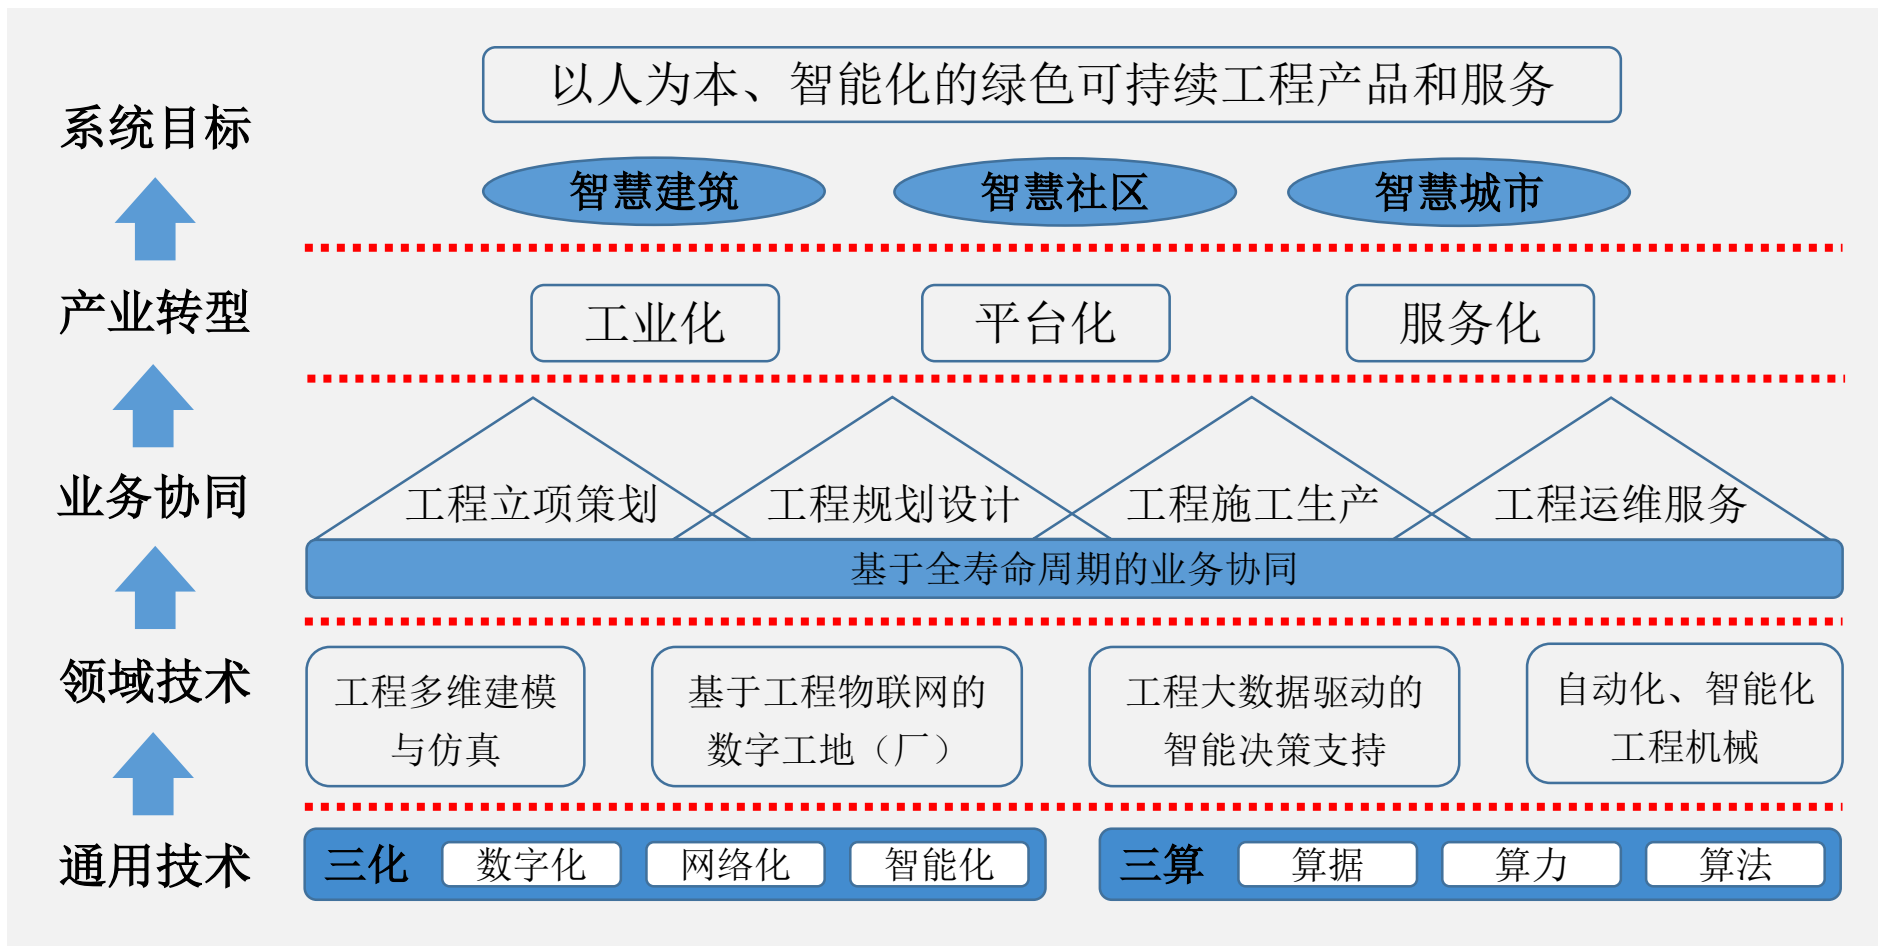 以人为本、智能化的绿色可持续工程产品和服务
系统目标
智慧建筑
智慧社区
智慧城市
产业转型
工业化
平台化
服务化
业务协同
工程立项策划
工程规划设计
工程施工生产
工程运维服务
基于全寿命周期的业务协同
领域技术
工程多维建模
与仿真
基于工程物联网的
数字工地（厂）
工程大数据驱动的
智能决策支持
自动化、智能化
工程机械
通用技术
三化
数字化
网络化
智能化
三算
算据
算力
算法